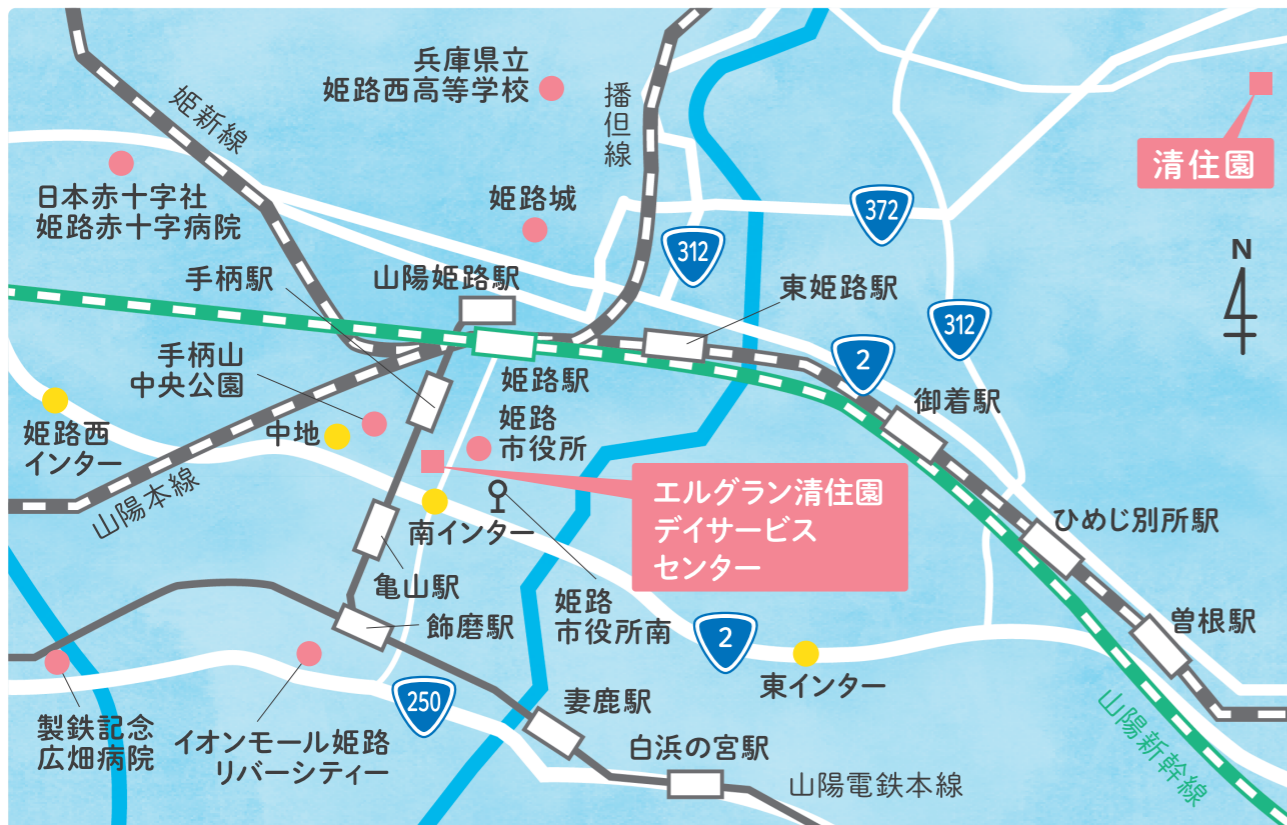 兵庫県立
姫路西高等学校
姫新線
播但線
清住園
日本赤十字社
姫路赤十字病院
姫路城
372
312
N
手柄駅
山陽姫路駅
東姫路駅
312
2
手柄山
中央公園
姫路駅
御着駅
姫路西
インター
中地
姫路
市役所
山陽本線
エルグラン清住園
デイサービス
センター
南インター
ひめじ別所駅
亀山駅
姫路
市役所南
飾磨駅
2
曽根駅
東インター
250
妻鹿駅
製鉄記念
広畑病院
イオンモール姫路
リバーシティー
白浜の宮駅
山陽新幹線
山陽電鉄本線